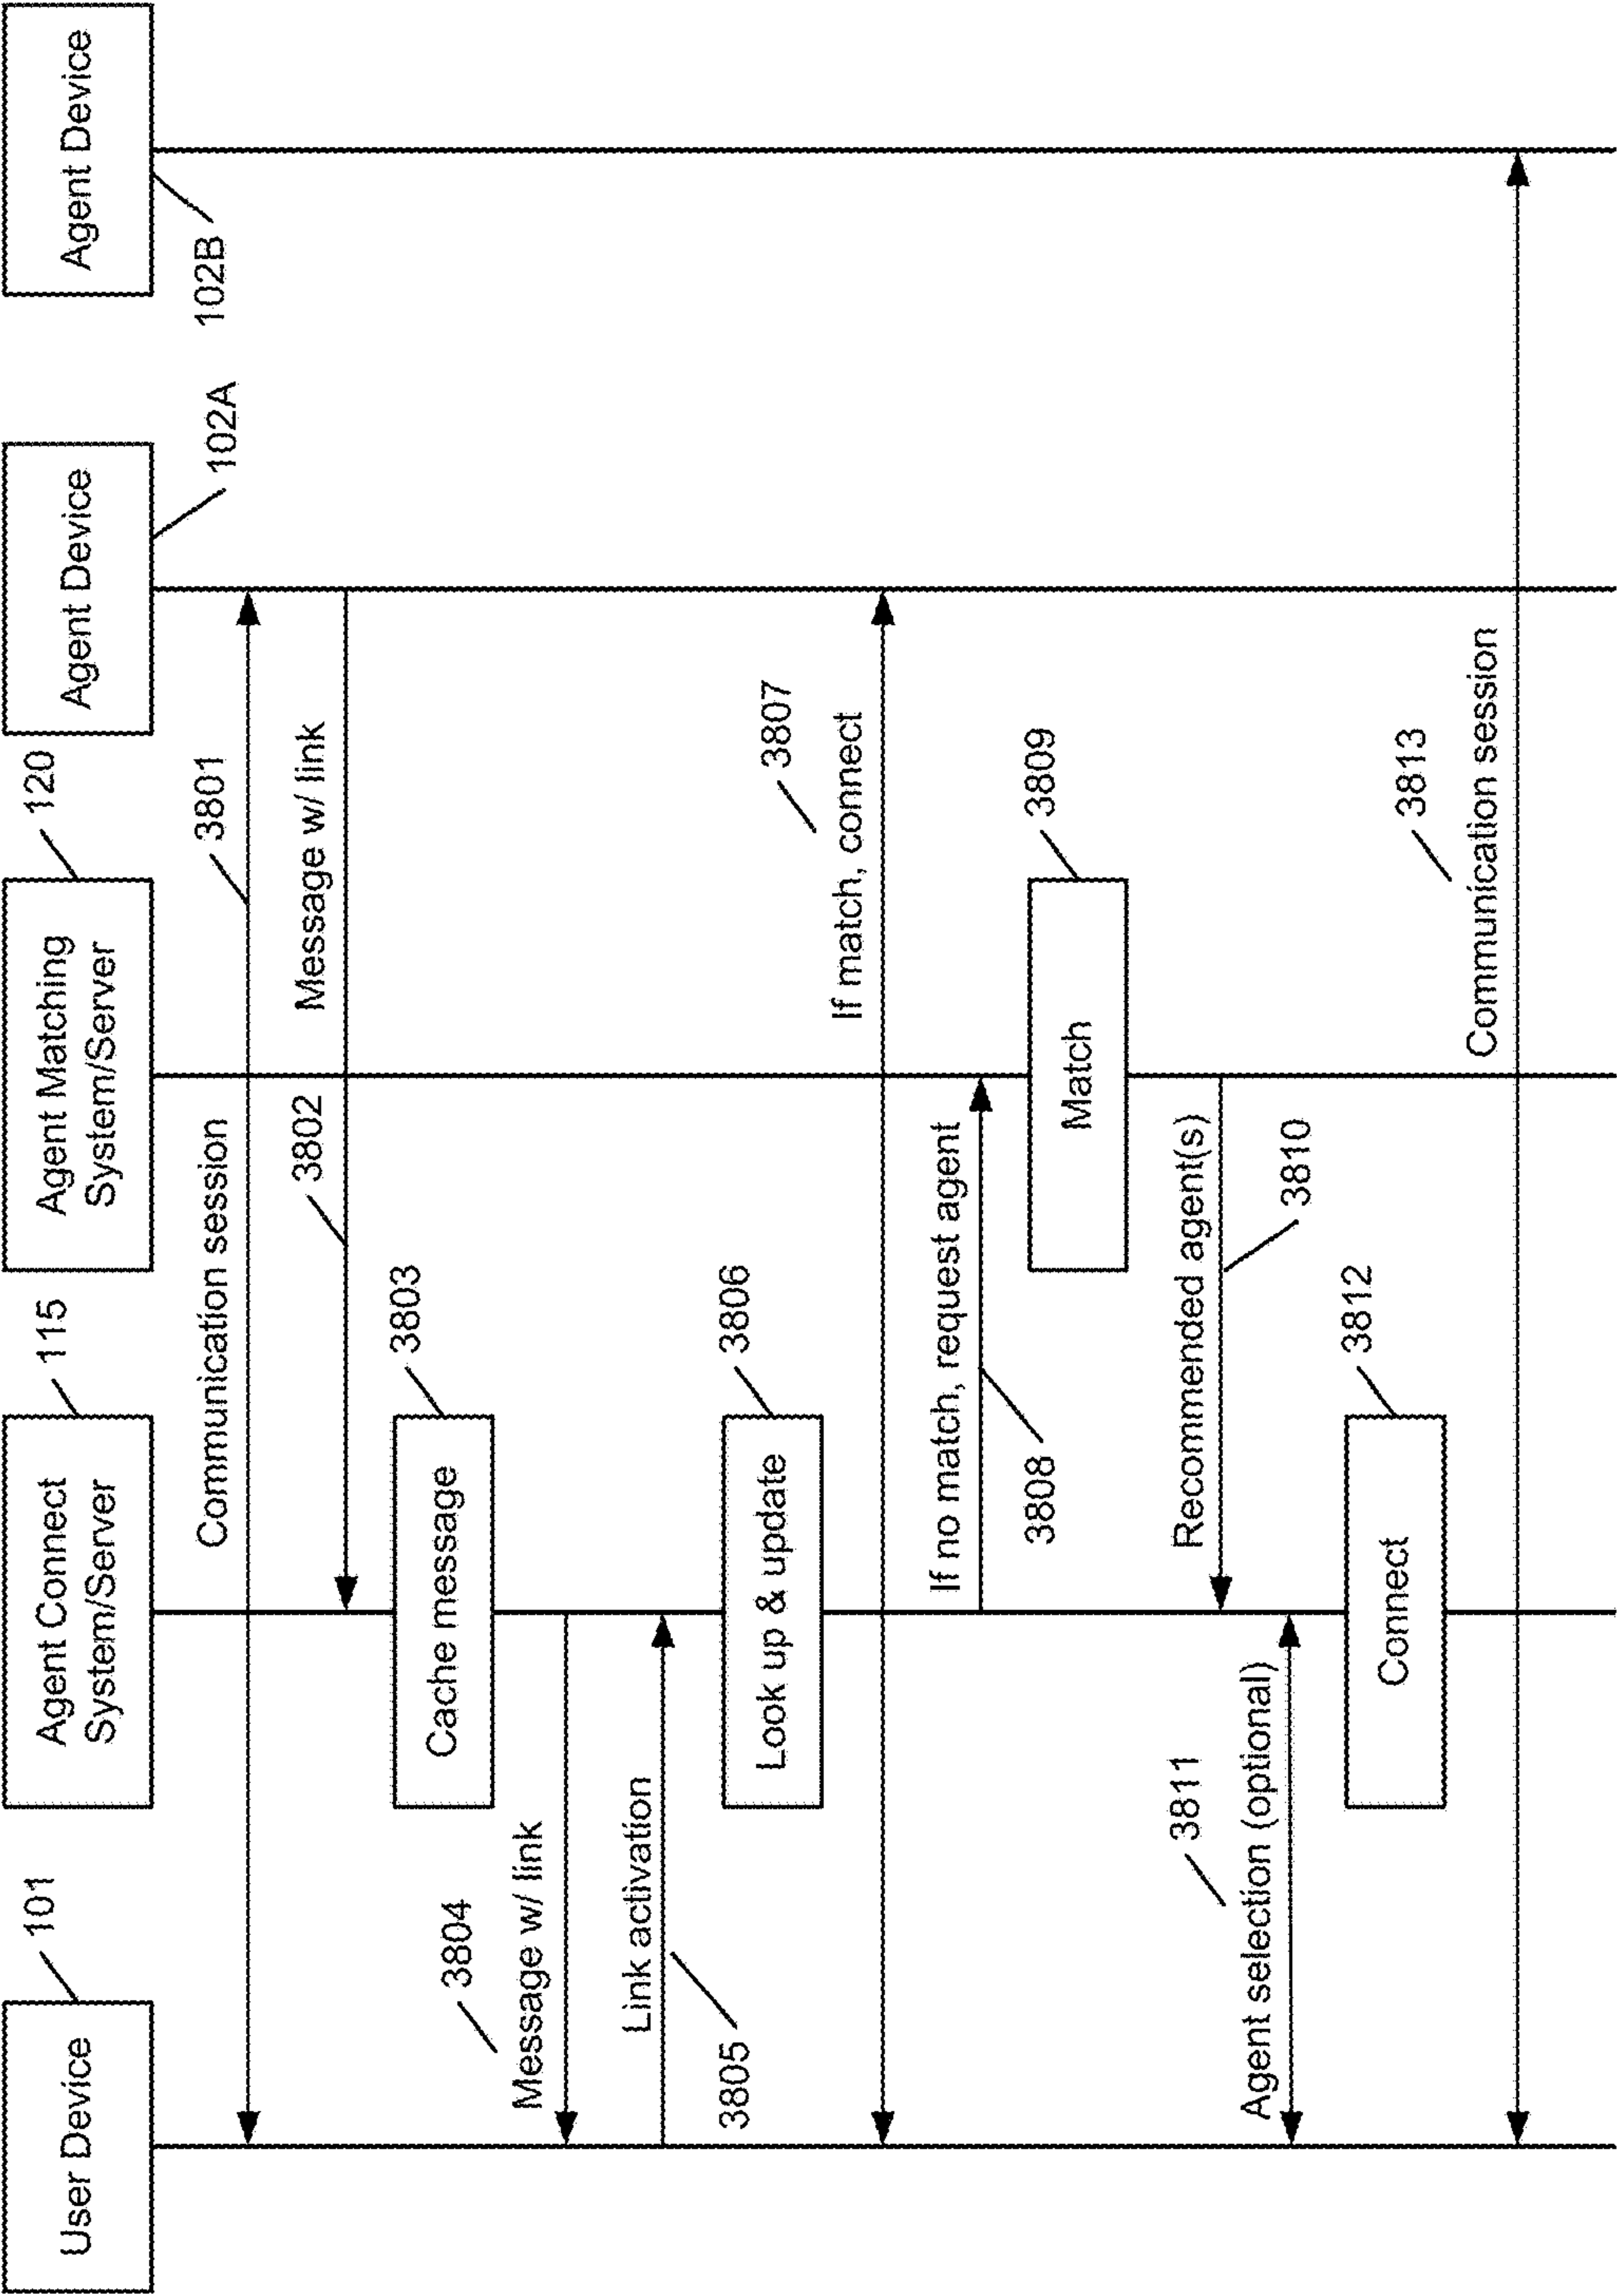 User Device
101
Agent Connect
System/Server
115
Agent Matching
System/Server
120
Agent Device
102A
Agent Device
102B
Communication session
3801
3802
Message w/ link
Cache message
3803
3804
Message w/ link
Link activation
3805
Look up & update
3806
3807
If match, connect
If no match, request agent
3808
Match
3809
Recommended agent(s)
3810
3811
Agent selection (optional)
Connect
3812
3813
Communication session